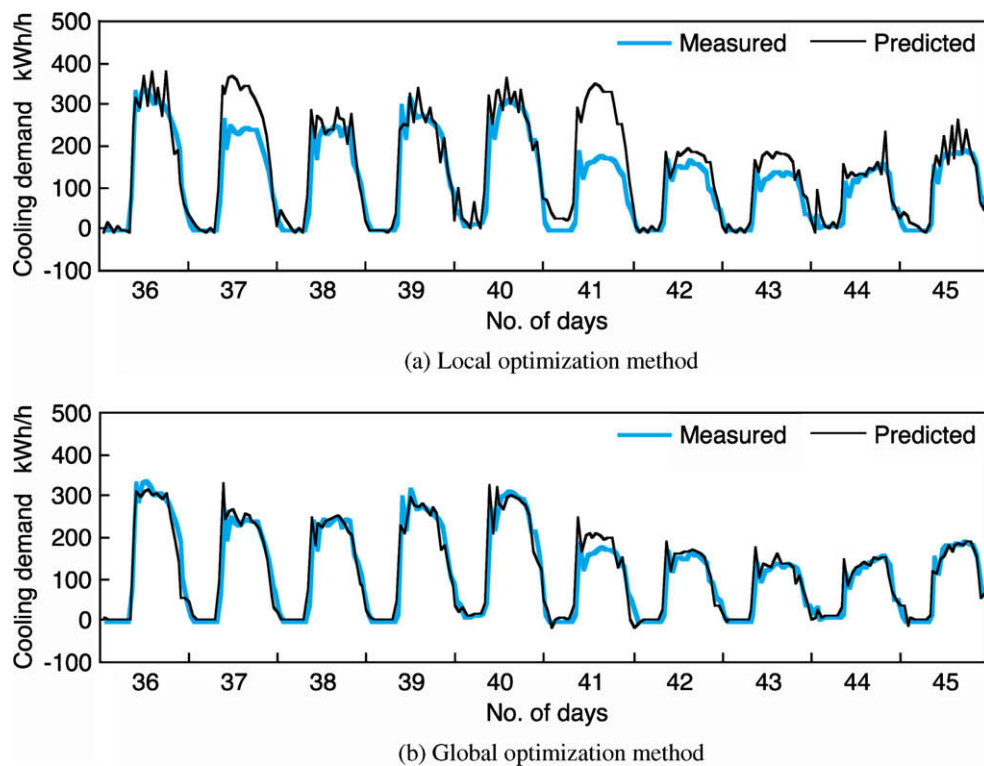 Cooling demand kWh/h
500
400
300
200
100
0
-100
Measured Predicted
36 37 38 39 40 41 42 43 44 45
No. of days
(a) Local optimization method
Cooling demand kWh/h
500
400
300
200
100
0
-100
Measured Predicted
36 37 38 39 40 41 42 43 44 45
No. of days
(b) Global optimization method